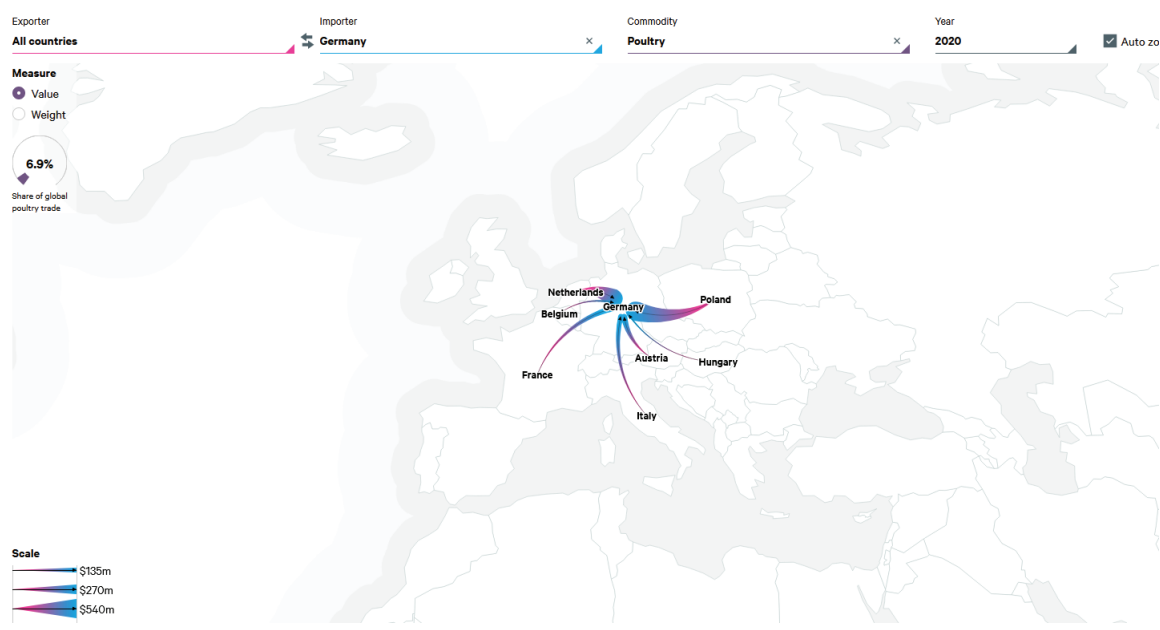 Exporter
All countries
Importer
Germany
×
Commodity
Poultry
×
Year
2020
Auto zo
Measure
Value
Weight
6.9%
Share of global
poultry trade
Netherlands
Germany
Poland
Belgium
Austria
Hungary
France
Italy
Scale
$135m
$270m
$540m